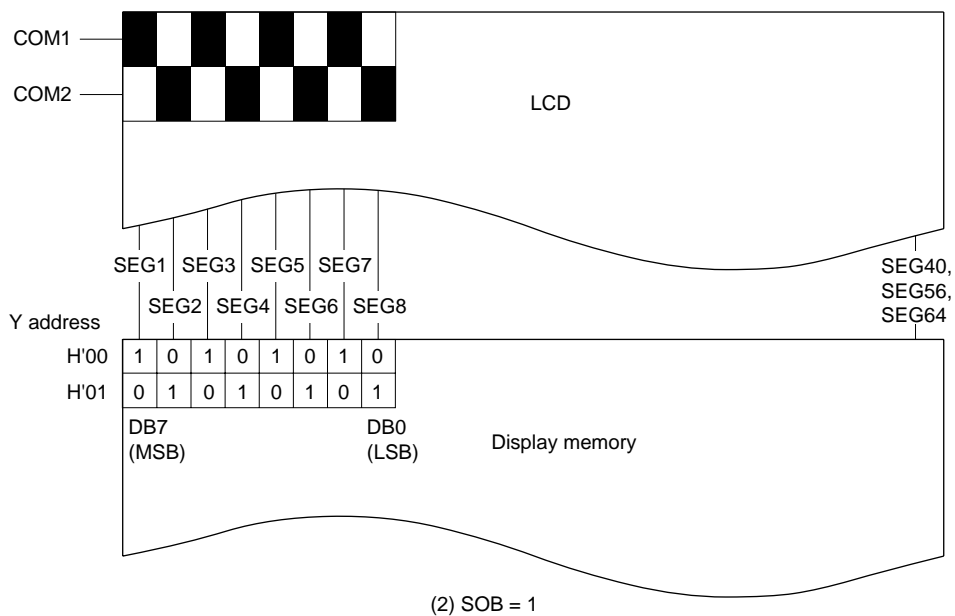 COM1
COM2
LCD
SEG1 SEG3 SEG5 SEG7
SEG2 SEG4 SEG6 SEG8
SEG40,
SEG56,
SEG64
Y address
H'00 1 0 1 0 1 0 1 0
H'01 0 1 0 1 0 1 0 1
DB7
(MSB)
DB0
(LSB)
Display memory
(2) SOB = 1